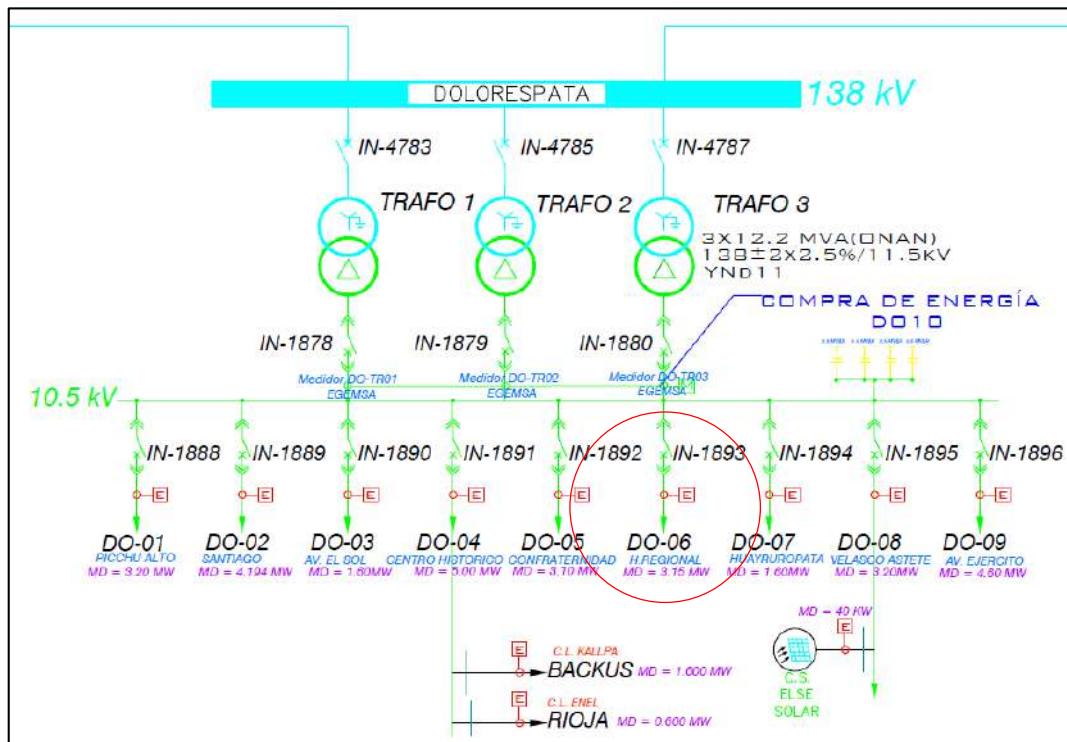 DOLORESPATA
138 kV
IN-4783
IN-4785
IN-4787
TRAFO 1
TRAFO 2
TRAFO 3
3X12.2 MVA(ONAN)
138±2x2.5%/11.5kV
YND11
COMPRA DE ENERGÍA
DO10
IN-1878
IN-1879
IN-1880
Medidor DO-TR01
EGEMSA
Medidor DO-TR02
EGEMSA
Medidor DO-TR03
EGEMSA
10.5 kV
IN-1888
IN-1889
IN-1890
IN-1891
IN-1892
IN-1893
IN-1894
IN-1895
IN-1896
E
E
E
E
E
E
E
E
DO-01
PICCHU ALTO
MD = 3.20 MW
DO-02
SANTIAGO
MD = 4.194 MW
DO-03
AV. EL SOL
MD = 1.60MW
DO-04
CENTRO HISTORICO
MD = 5.00 MW
DO-05
CONFRATERNIDAD
MD = 3.10 MW
DO-06
H.REGIONAL
MD = 3.15 MW
DO-07
HUAYRUROPATA
MD = 1.60MW
DO-08
VELASCO ASTETE
MD = 3.20MW
DO-09
AV. EJERCITO
MD = 4.60 MW
MD = 40 KW
E
C.S.
ELSE
SOLAR
E
C.L. KALLPA
BACKUS MD = 1.600 MW
E
C.L. ENEL
RIOJA MD = 0.600 MW